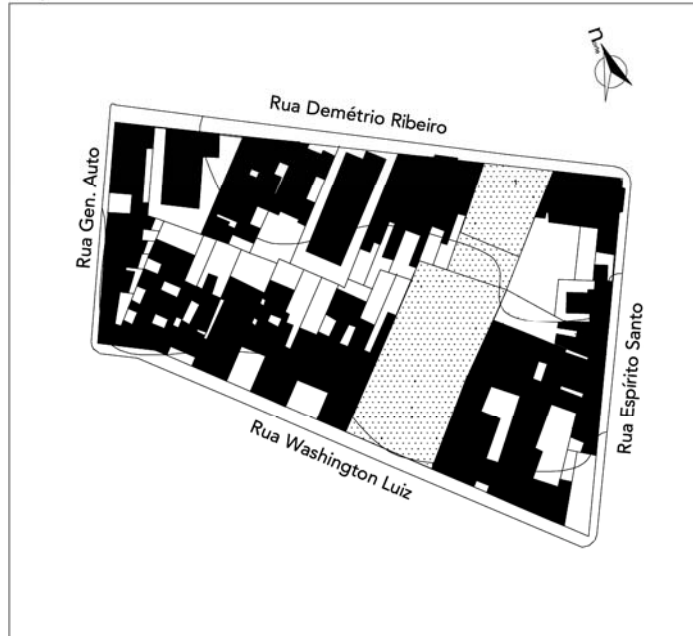 n
Rua Demétrio Ribeiro
Rua Gen. Auto
Rua Espírito Santo
Rua Washington Luiz